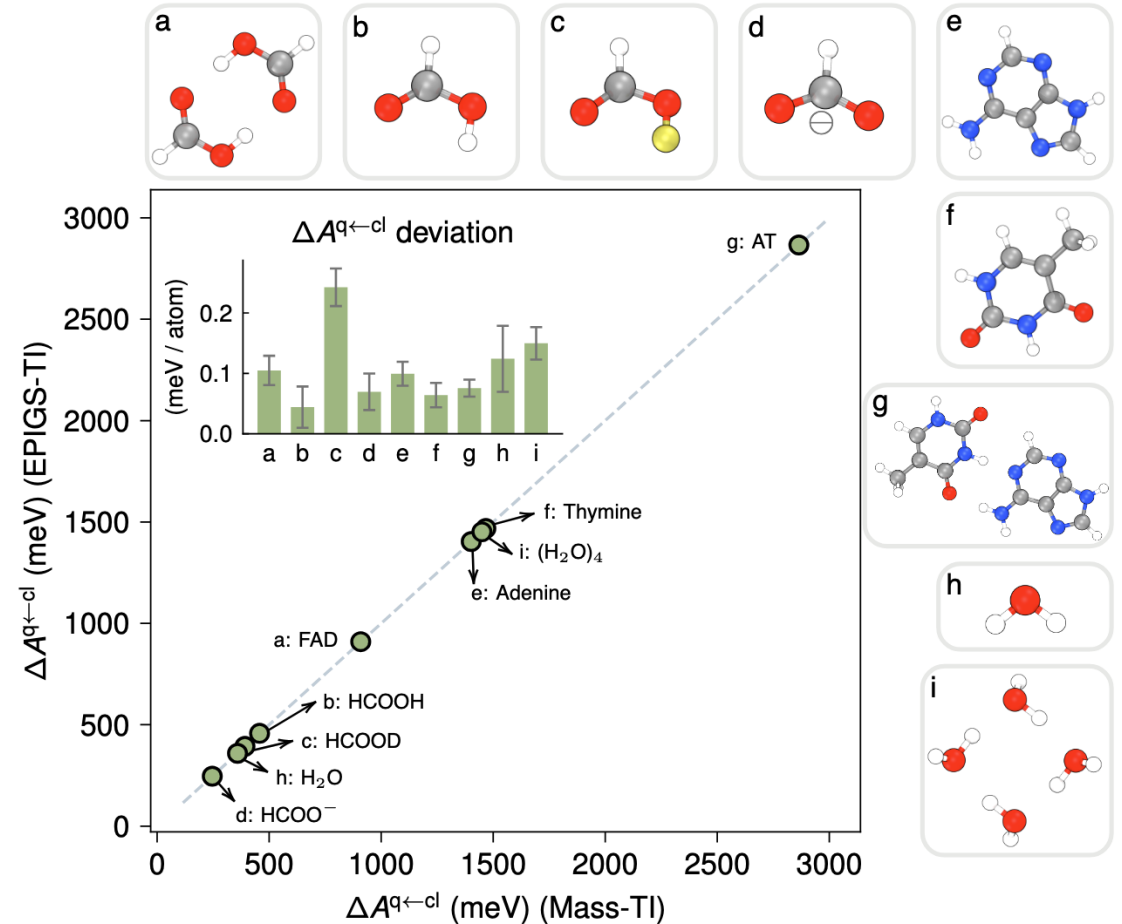 a
b
c
d
e
f
g
h
i
ΔA^{q←cl} deviation
(meV / atom)
0.2
0.1
0.0
a b c d e f g h i
ΔA^{q←cl} (meV) (EPIGS-TI)
3000
2500
2000
1500
1000
500
0
g: AT
f: Thymine
i: (H₂O)₄
e: Adenine
a: FAD
b: HCOOH
c: HCOOD
h: H₂O
d: HCOO⁻
0 500 1000 1500 2000 2500 3000
ΔA^{q←cl} (meV) (Mass-TI)